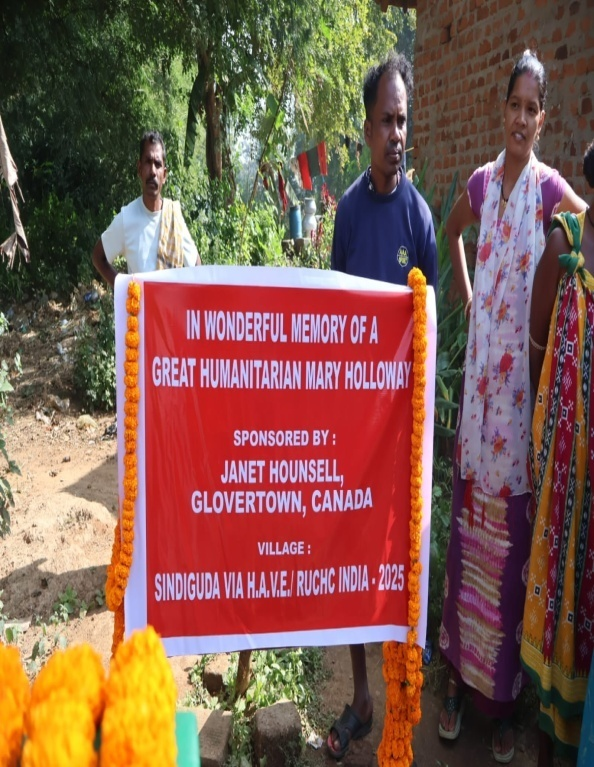 IN WONDERFUL MEMORY OF A
GREAT HUMANITARIAN MARY HOLLOWAY
SPONSORED BY :
JANET HOUNSELL,
GLOVERTOWN, CANADA
VILLAGE :
SINDIGUDA VIA H.A.V.E./ RUCHC INDIA - 2025